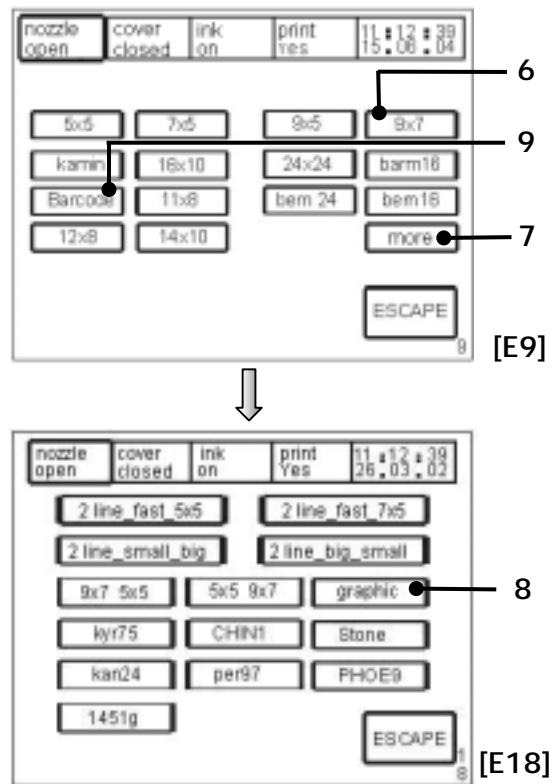 nozzle cover ink print 11:12:39
open closed on Yes 15.06.04
6
5x5 7x5 9x5 9x7
9
kamin 16x10 24x24 barm16
Barcode 11x8 bem 24 bem16
12x8 14x10 more
7
ESCAPE
9
[E9]
nozzle cover ink print 11:12:39
open closed on Yes 26.03.02
2 line_fast_5x5 2 line_fast_7x5
2 line_small_big 2 line_big_small
9x7 5x5 5x5 9x7 graphic
8
kyr75 CHIN1 Stone
kan24 per97 PHOE9
1451g
ESCAPE
18
[E18]